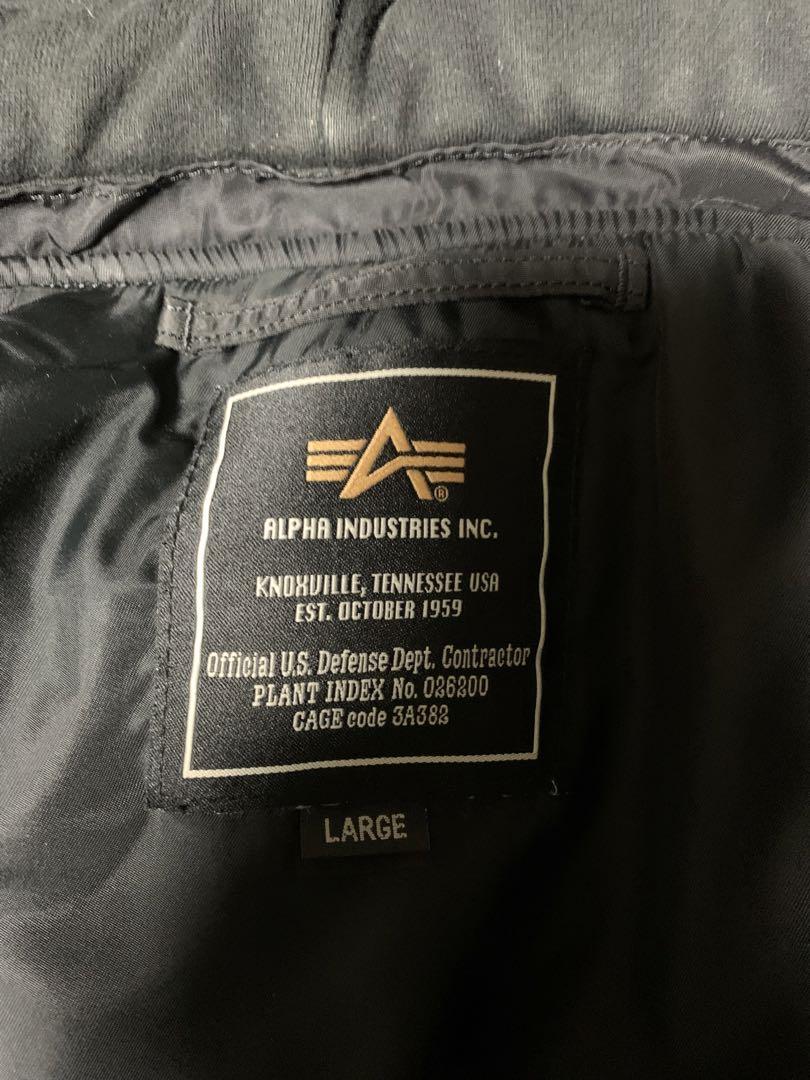 ®
ALPHA INDUSTRIES INC.
KNOXVILLE, TENNESSEE USA
EST. OCTOBER 1959
Official U.S. Defense Dept. Contractor
PLANT INDEX No. 026200
CAGE code 3A382
LARGE